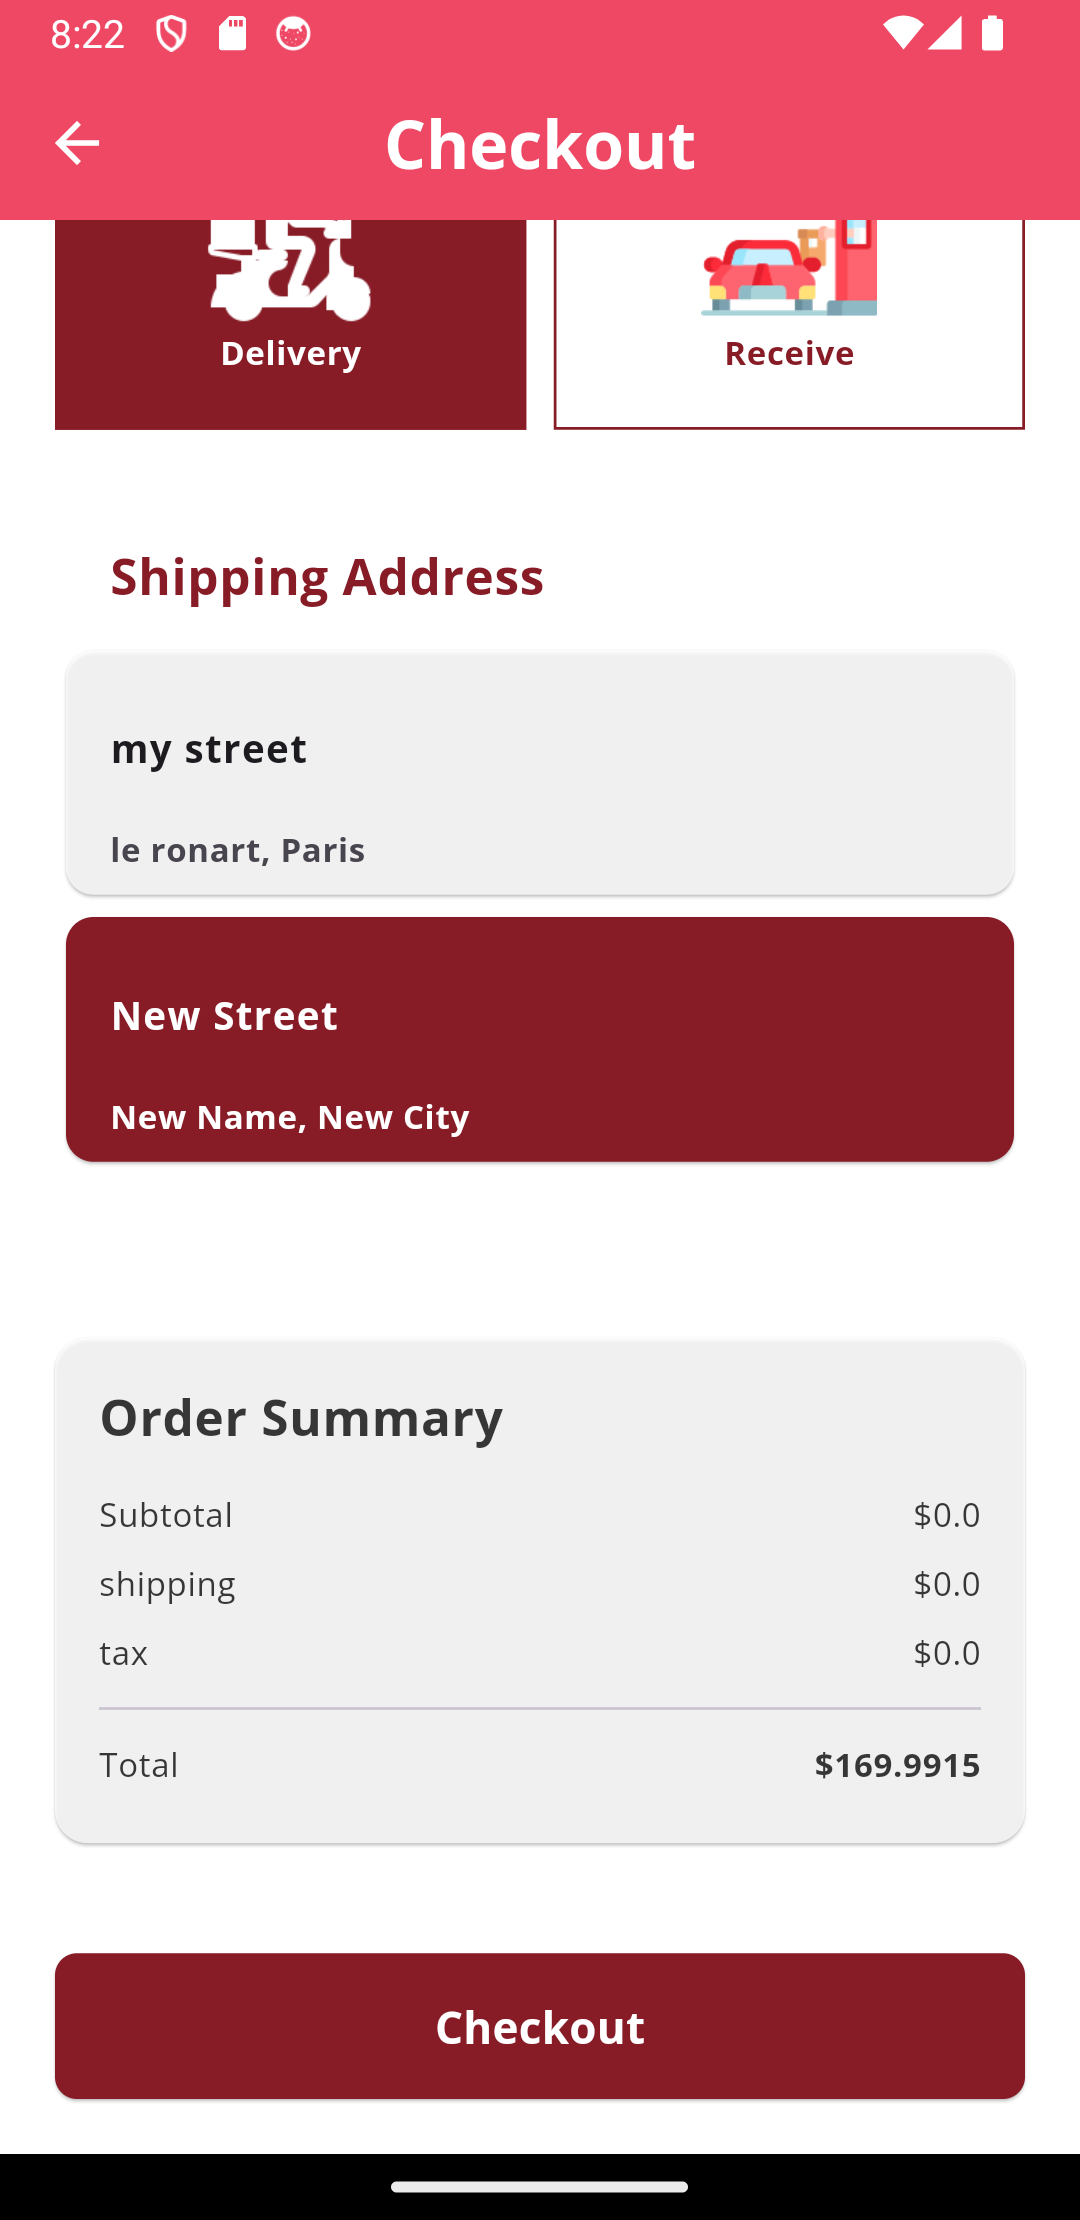 8:22
Checkout
Delivery
Receive
Shipping Address
my street
le ronart, Paris
New Street
New Name, New City
Order Summary
Subtotal $0.0
shipping $0.0
tax $0.0
Total $169.9915
Checkout